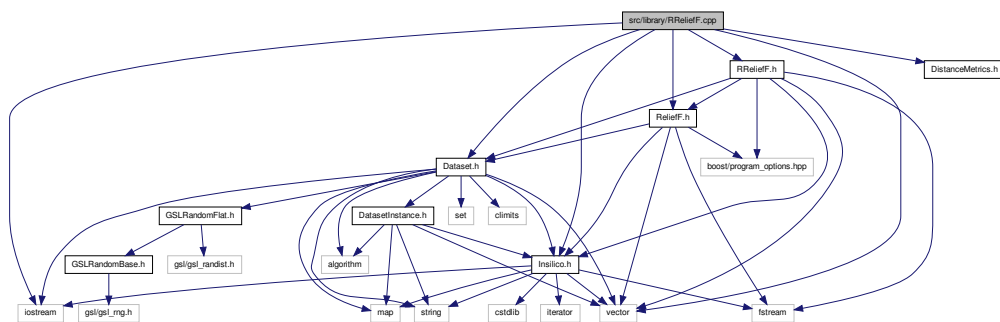 src/library/RReliefF.cpp
RReliefF.h
DistanceMetrics.h
ReliefF.h
Dataset.h
boost/program_options.hpp
GSLRandomFlat.h
DatasetInstance.h
set
climits
GSLRandomBase.h
gsl/gsl_randist.h
algorithm
Insilico.h
iostream
gsl/gsl_rng.h
map
string
cstdlib
iterator
vector
fstream